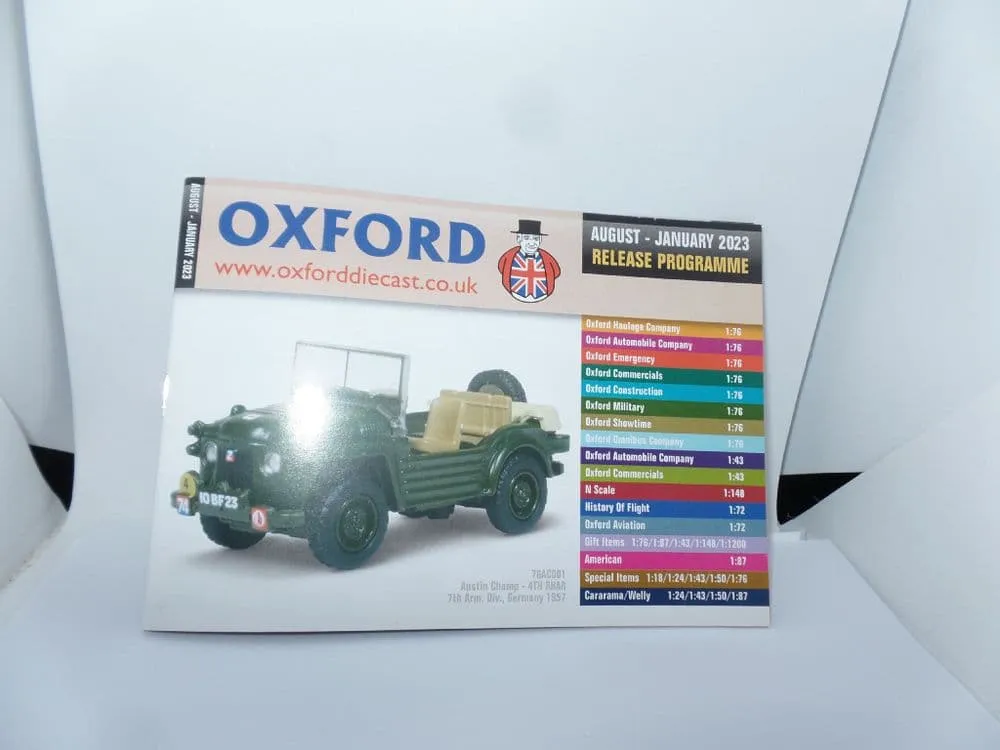 AUGUST - JANUARY 2023
OXFORD
www.oxforddiecast.co.uk
AUGUST - JANUARY 2023
RELEASE PROGRAMME
Oxford Haulage Company 1:76
Oxford Automobile Company 1:76
Oxford Emergency 1:76
Oxford Commercials 1:76
Oxford Construction 1:76
Oxford Military 1:76
Oxford Showtime 1:76
Oxford Omnibus Company 1:76
Oxford Automobile Company 1:43
Oxford Commercials 1:43
N Scale 1:148
History Of Flight 1:72
Oxford Aviation 1:72
Gift Items 1:76/1:87/1:43/1:148/1:1200
American 1:87
Special Items 1:18/1:24/1:43/1:50/1:76
Cararama/Welly 1:24/1:43/1:50/1:87
4
74
10 BF 23
76AC001
Austin Champ - 4TH RHAR
7th Arm. Div., Germany 1957